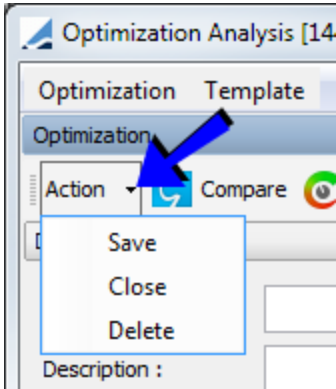 Optimization Analysis [14
Optimization Template
Optimization
Action Compare
Save
Close
Delete
Description :